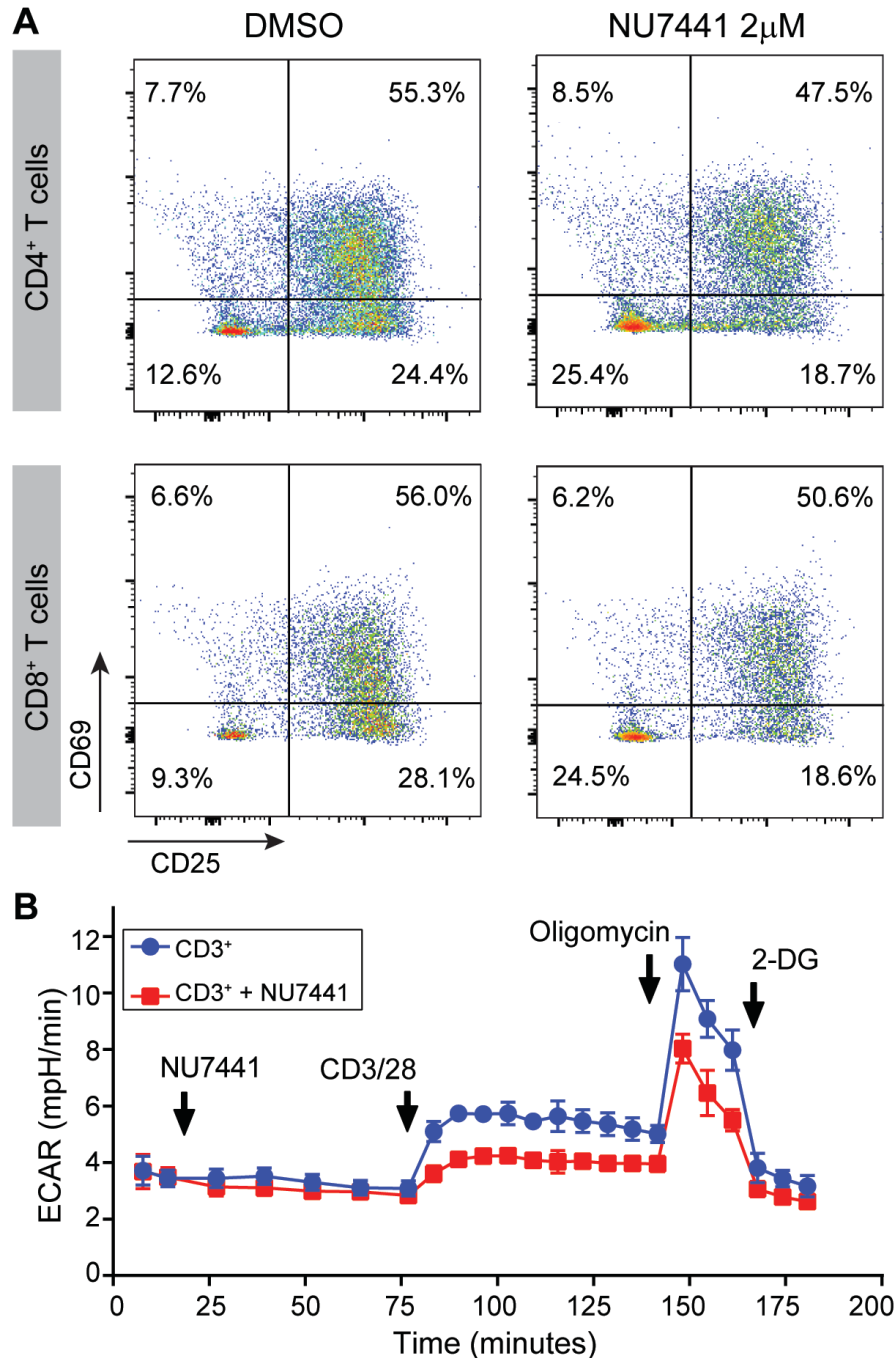 A
DMSO
NU7441 2μM
CD4⁺ T cells
7.7%
55.3%
12.6%
24.4%
8.5%
47.5%
25.4%
18.7%
CD8⁺ T cells
6.6%
56.0%
9.3%
28.1%
6.2%
50.6%
24.5%
18.6%
CD69
CD25
B
CD3⁺
CD3⁺ + NU7441
NU7441
CD3/28
Oligomycin
2-DG
ECAR (mpH/min)
12
10
8
6
4
2
0
0 25 50 75 100 125 150 175 200
Time (minutes)